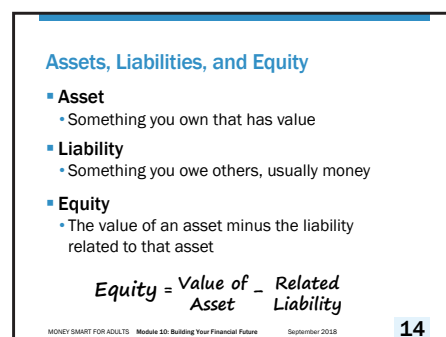 Assets, Liabilities, and Equity
▪ Asset
• Something you own that has value
▪ Liability
• Something you owe others, usually money
▪ Equity
• The value of an asset minus the liability
related to that asset
Equity = Value of Asset – Related Liability
MONEY SMART FOR ADULTS Module 10: Building Your Financial Future September 2018 14